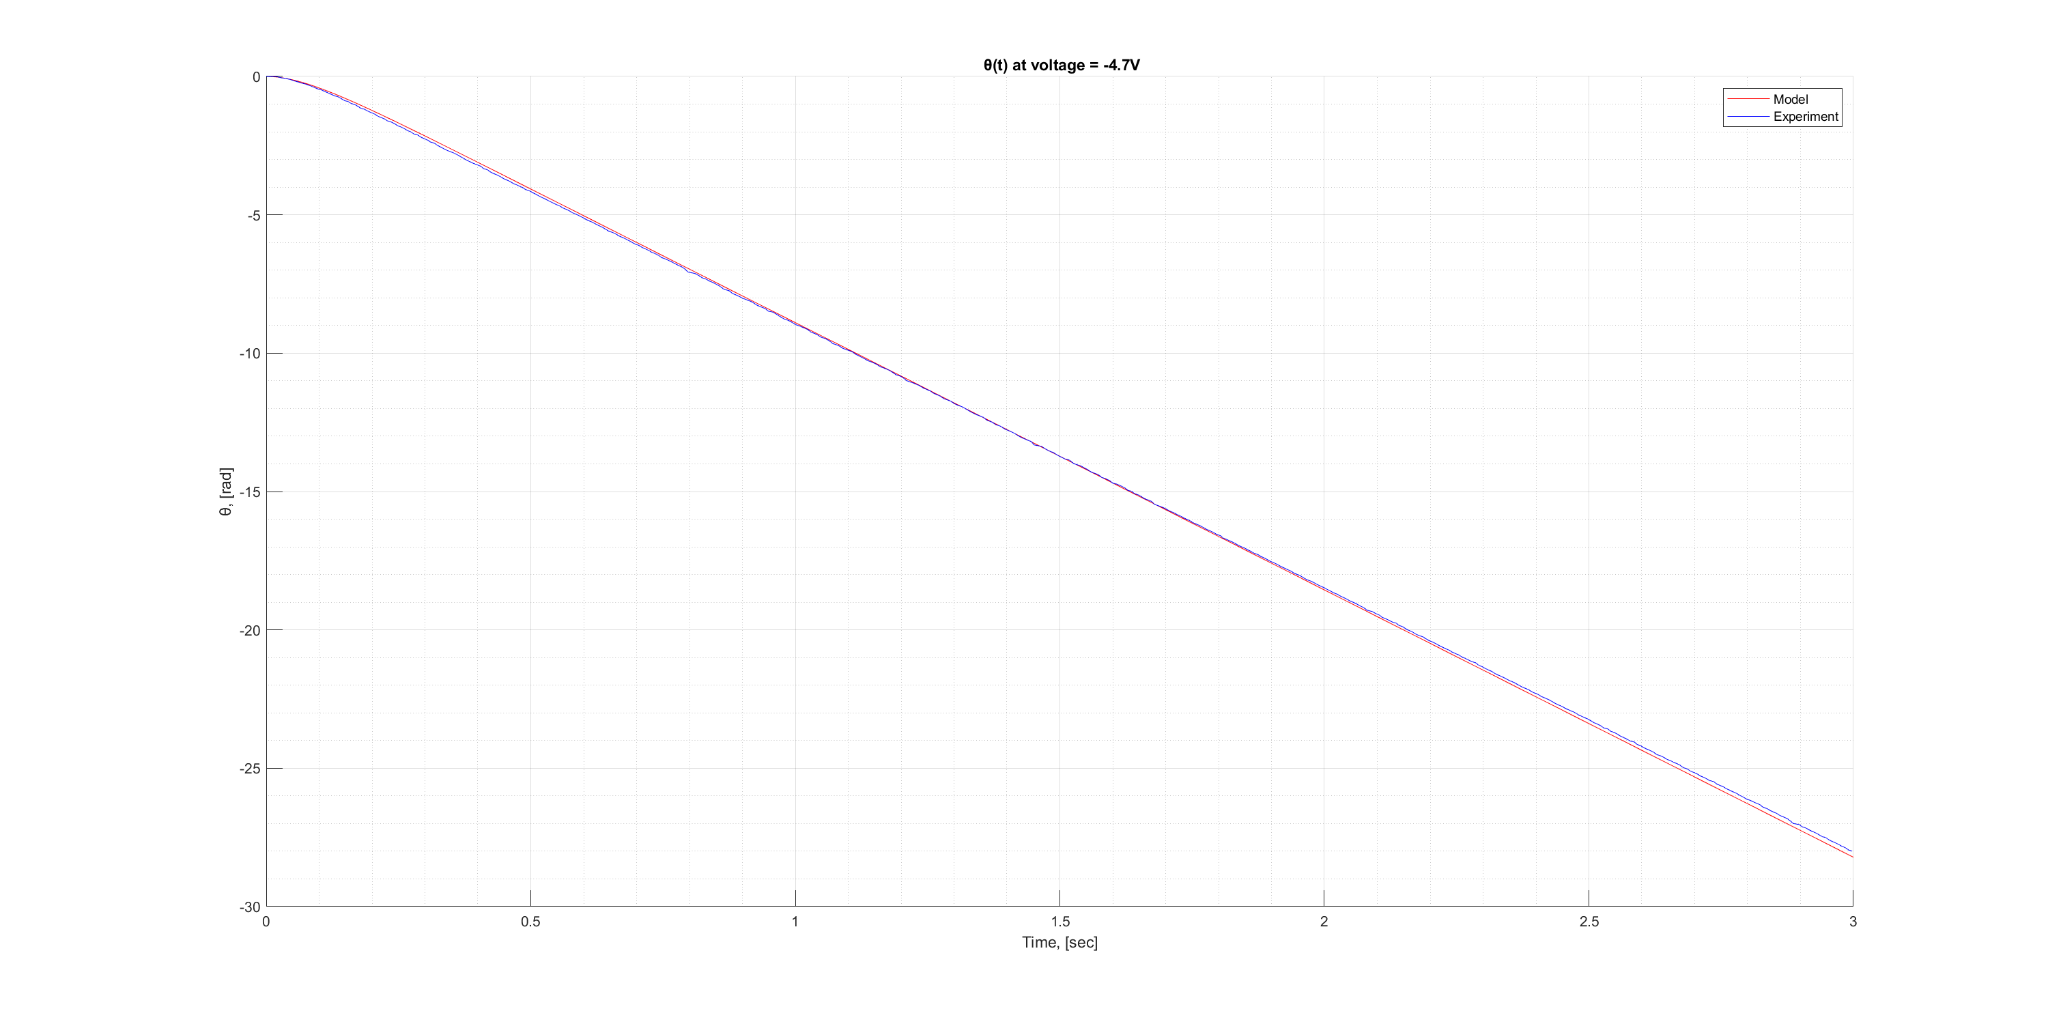 θ(t) at voltage = -4.7V
Model
Experiment
0
-5
-10
-15
-20
-25
-30
θ, [rad]
0
0.5
1
1.5
2
2.5
3
Time, [sec]